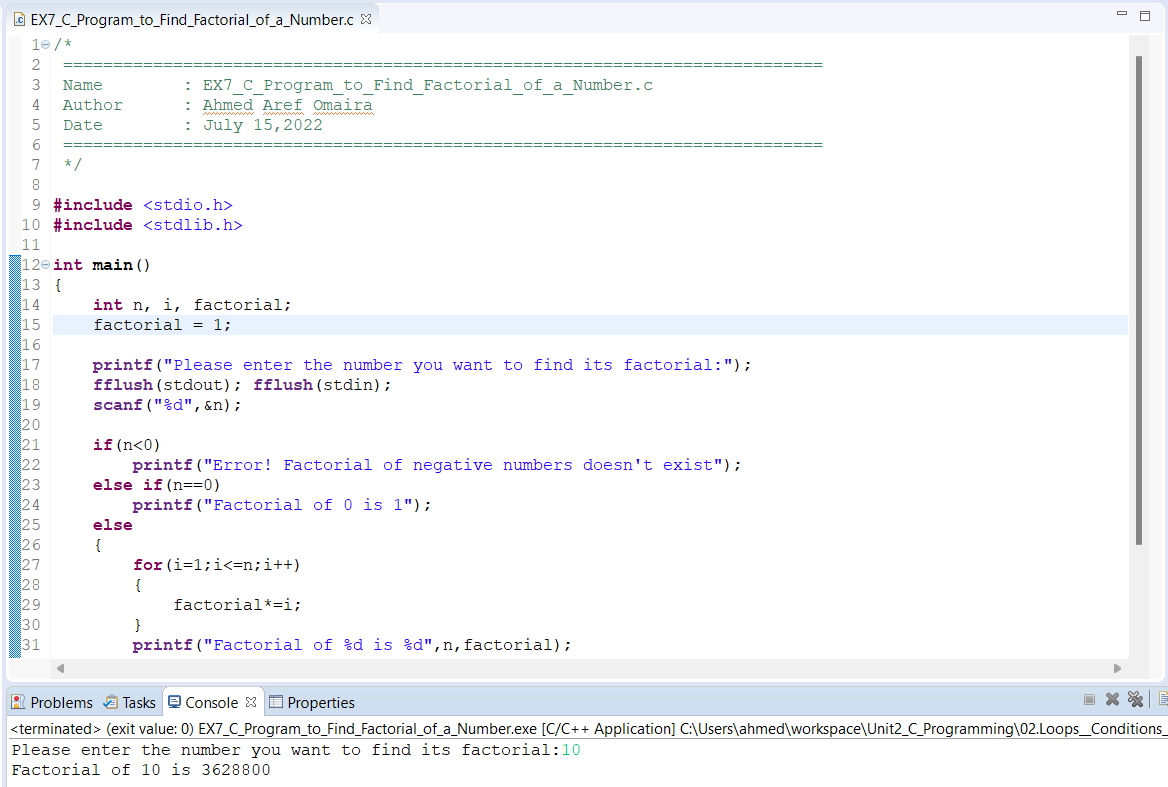 EX7_C_Program_to_Find_Factorial_of_a_Number.c
1 /*
2 ============================================================================
3 Name        : EX7_C_Program_to_Find_Factorial_of_a_Number.c
4 Author      : Ahmed Aref Omaira
5 Date        : July 15,2022
6 ============================================================================
7 */
8
9 #include <stdio.h>
10 #include <stdlib.h>
11
12 int main()
13 {
14     int n, i, factorial;
15     factorial = 1;
16
17     printf("Please enter the number you want to find its factorial:");
18     fflush(stdout); fflush(stdin);
19     scanf("%d",&n);
20
21     if(n<0)
22         printf("Error! Factorial of negative numbers doesn't exist");
23     else if(n==0)
24         printf("Factorial of 0 is 1");
25     else
26     {
27         for(i=1;i<=n;i++)
28         {
29             factorial*=i;
30         }
31         printf("Factorial of %d is %d",n,factorial);
Problems Tasks Console Properties
<terminated> (exit value: 0) EX7_C_Program_to_Find_Factorial_of_a_Number.exe [C/C++ Application] C:\Users\ahmed\workspace\Unit2_C_Programming\02.Loops__Conditions_
Please enter the number you want to find its factorial:10
Factorial of 10 is 3628800